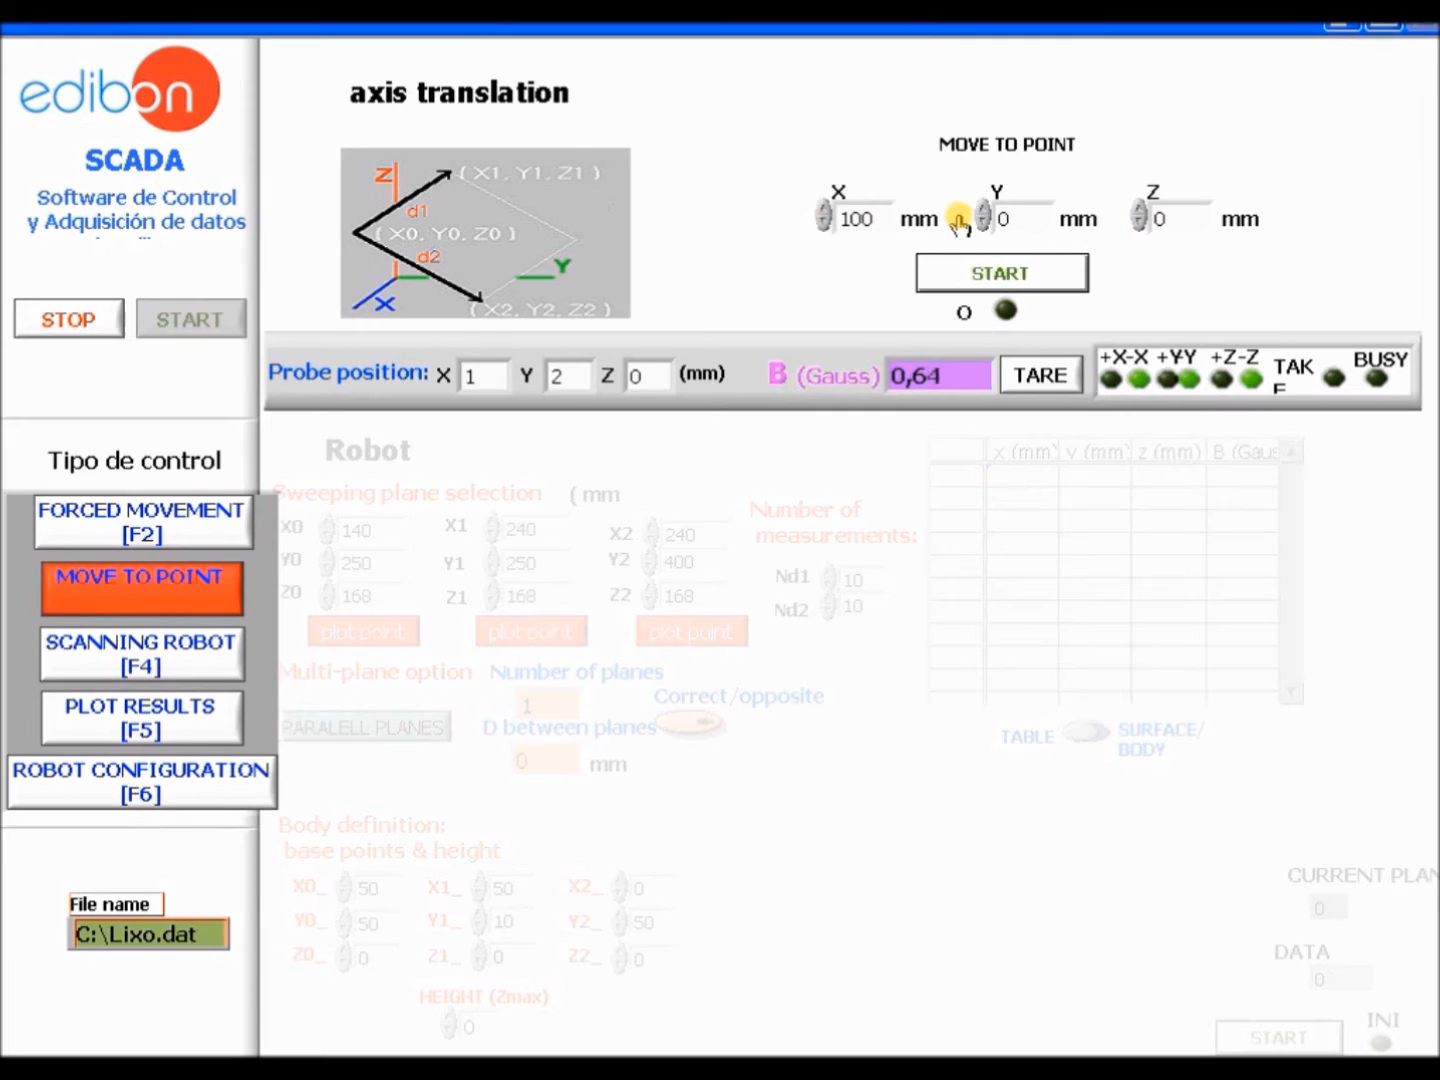 edibon
SCADA
Software de Control
y Adquisición de datos
STOP START
axis translation
Z
(X1, Y1, Z1)
d1
(X0, Y0, Z0)
d2
Y
X
(X2, Y2, Z2)
MOVE TO POINT
X Y Z
100 mm 0 mm 0 mm
START
O
Probe position: X 1 Y 2 Z 0 (mm) B (Gauss) 0,64 TARE
+X-X +Y-Y +Z-Z TAK BUSY
Tipo de control
FORCED MOVEMENT
[F2]
MOVE TO POINT
SCANNING ROBOT
[F4]
PLOT RESULTS
[F5]
ROBOT CONFIGURATION
[F6]
File name
C:\Lixo.dat
Robot
Sweeping plane selection (mm
X0 140 X1 240 X2 240
Y0 250 Y1 250 Y2 400
Z0 168 Z1 168 Z2 168
plot point plot point plot point
Number of
measurements:
Nd1 10
Nd2 10
x (mm) y (mm) z (mm) B (Gaus
Multi-plane option Number of planes
1
Correct/opposite
PARALELL PLANES D between planes
0 mm
TABLE SURFACE/
BODY
Body definition:
base points & height
X0_ 50 X1_ 50 X2_ 0
Y0_ 50 Y1_ 10 Y2_ 50
Z0_ 0 Z1_ 0 Z2_ 0
HEIGHT (Zmax)
0
CURRENT PLAN
0
DATA
0
START INI